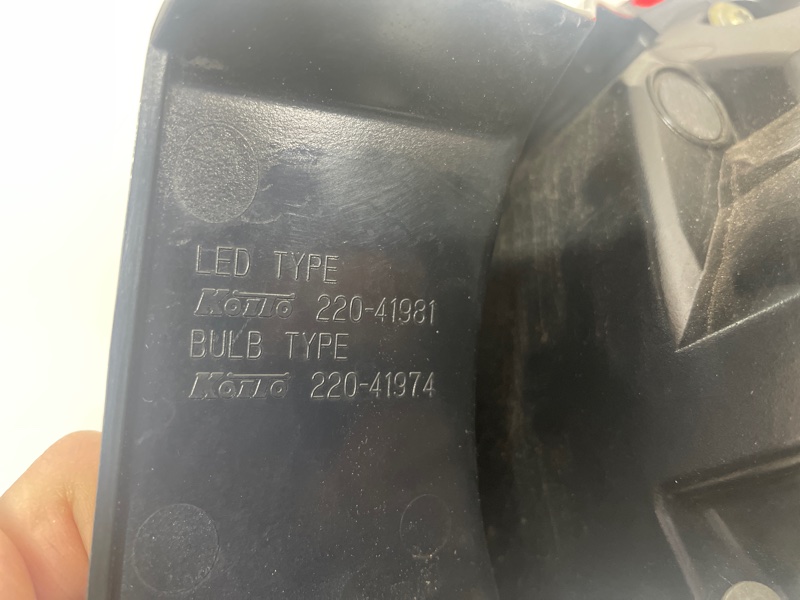 LED TYPE
KOITO 220-41981
BULB TYPE
KOITO 220-41974